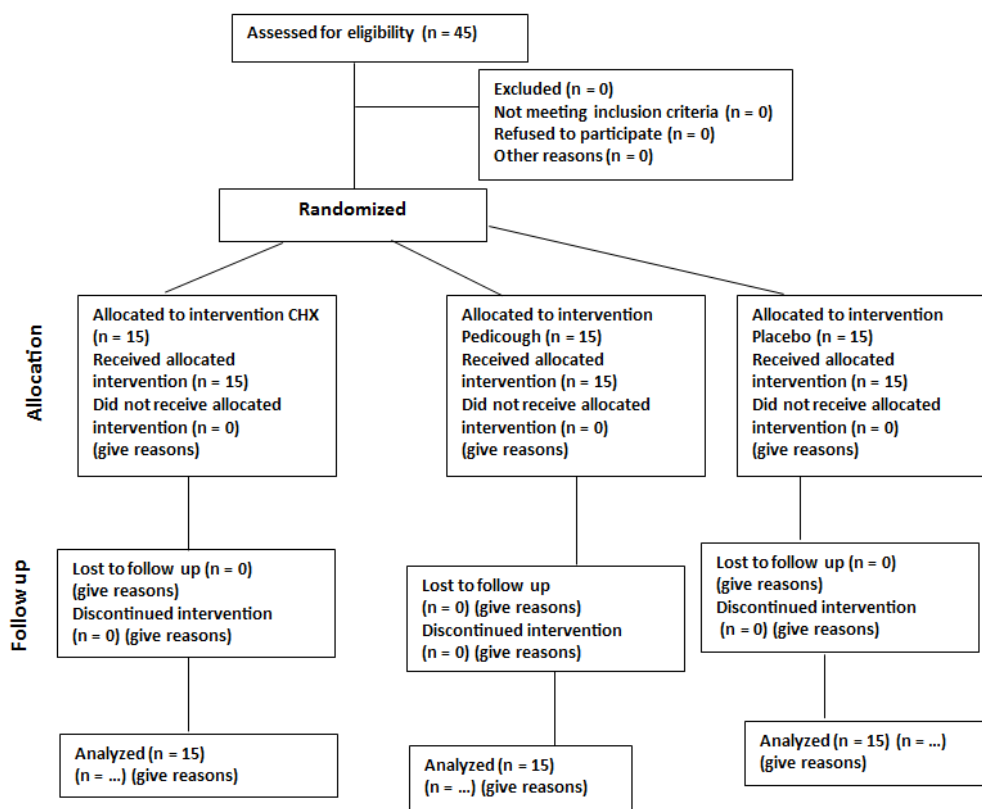 Assessed for eligibility (n = 45)
Excluded (n = 0)
Not meeting inclusion criteria (n = 0)
Refused to participate (n = 0)
Other reasons (n = 0)
Randomized
Allocation
Allocated to intervention CHX
(n = 15)
Received allocated
intervention (n = 15)
Did not receive allocated
intervention (n = 0)
(give reasons)
Allocated to intervention
Pedicough (n = 15)
Received allocated
intervention (n = 15)
Did not receive allocated
intervention (n = 0)
(give reasons)
Allocated to intervention
Placebo (n = 15)
Received allocated
intervention (n = 15)
Did not receive allocated
intervention (n = 0)
(give reasons)
Follow up
Lost to follow up (n = 0)
(give reasons)
Discontinued intervention
(n = 0) (give reasons)
Lost to follow up
(n = 0) (give reasons)
Discontinued intervention
(n = 0) (give reasons)
Lost to follow up (n = 0)
(give reasons)
Discontinued intervention
(n = 0) (give reasons)
Analyzed (n = 15)
(n = ...) (give reasons)
Analyzed (n = 15)
(n = ...) (give reasons)
Analyzed (n = 15) (n = ...)
(give reasons)